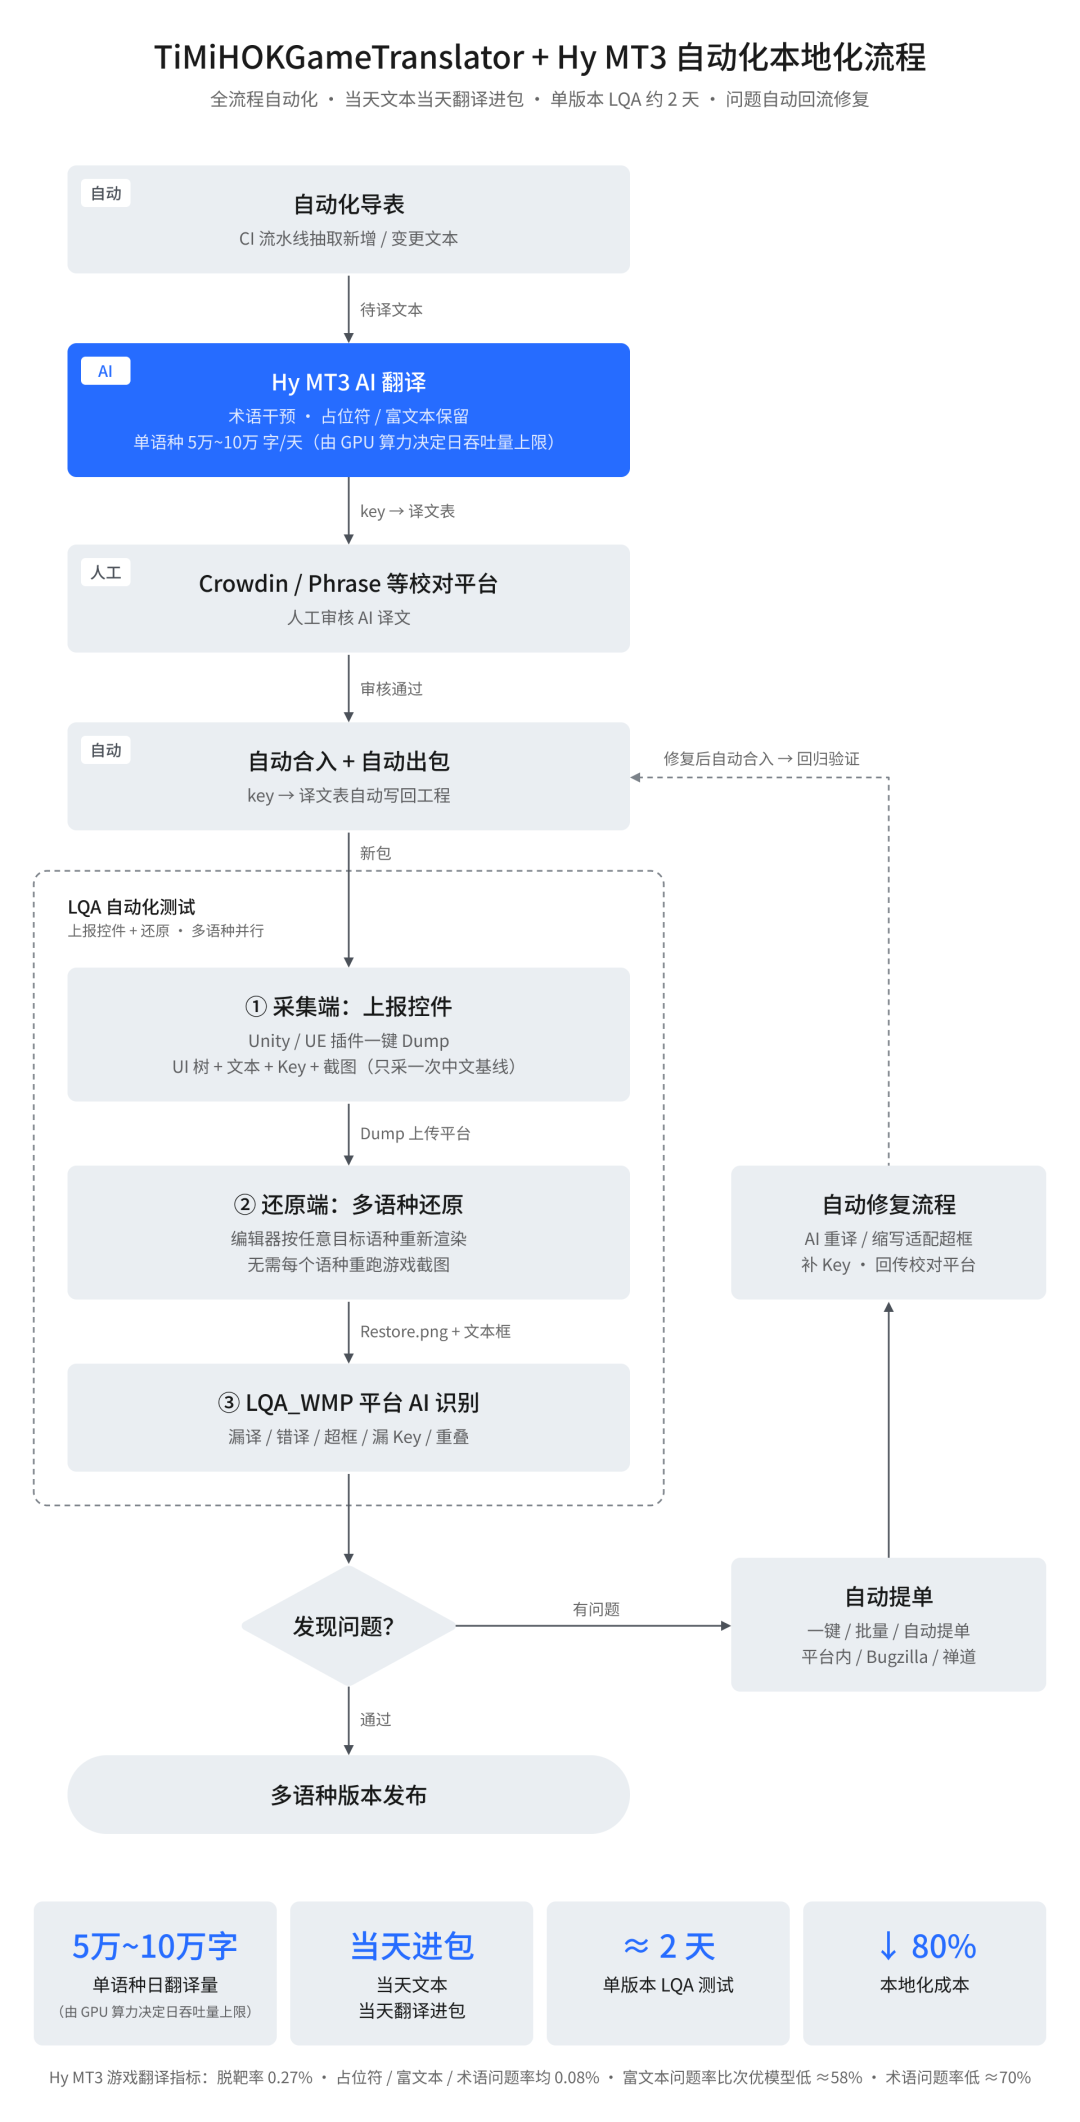 TiMiHOKGameTranslator + Hy MT3 自动化本地化流程
全流程自动化 · 当天文本当天翻译进包 · 单版本 LQA 约 2 天 · 问题自动回流修复
自动
自动化导表
CI 流水线抽取新增 / 变更文本
待译文本
AI
Hy MT3 AI 翻译
术语干预 · 占位符 / 富文本保留
单语种 5万~10万 字/天（由 GPU 算力决定日吞吐量上限）
key → 译文表
人工
Crowdin / Phrase 等校对平台
人工审核 AI 译文
审核通过
自动
自动合入 + 自动出包
key → 译文表自动写回工程
修复后自动合入 → 回归验证
新包
LQA 自动化测试
上报控件 + 还原 · 多语种并行
① 采集端：上报控件
Unity / UE 插件一键 Dump
UI 树 + 文本 + Key + 截图（只采一次中文基线）
Dump 上传平台
② 还原端：多语种还原
编辑器按任意目标语种重新渲染
无需每个语种重跑游戏截图
自动修复流程
AI 重译 / 缩写适配超框
补 Key · 回传校对平台
Restore.png + 文本框
③ LQA_WMP 平台 AI 识别
漏译 / 错译 / 超框 / 漏 Key / 重叠
发现问题？
有问题
自动提单
一键 / 批量 / 自动提单
平台内 / Bugzilla / 禅道
通过
多语种版本发布
5万~10万字
单语种日翻译量
（由 GPU 算力决定日吞吐量上限）
当天进包
当天文本
当天翻译进包
≈ 2 天
单版本 LQA 测试
↓ 80%
本地化成本
Hy MT3 游戏翻译指标：脱靶率 0.27% · 占位符 / 富文本 / 术语问题率均 0.08% · 富文本问题率比次优模型低 ≈58% · 术语问题率低 ≈70%